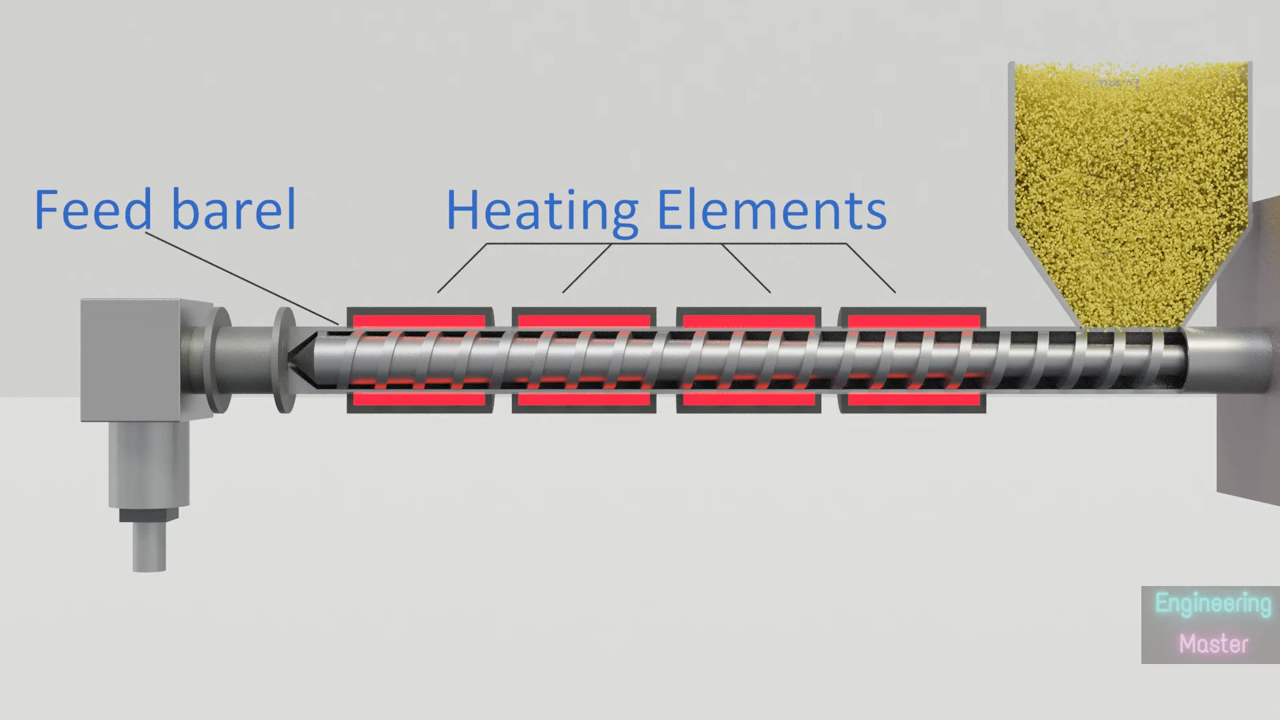 Feed barel
Heating Elements
Engineering
Master